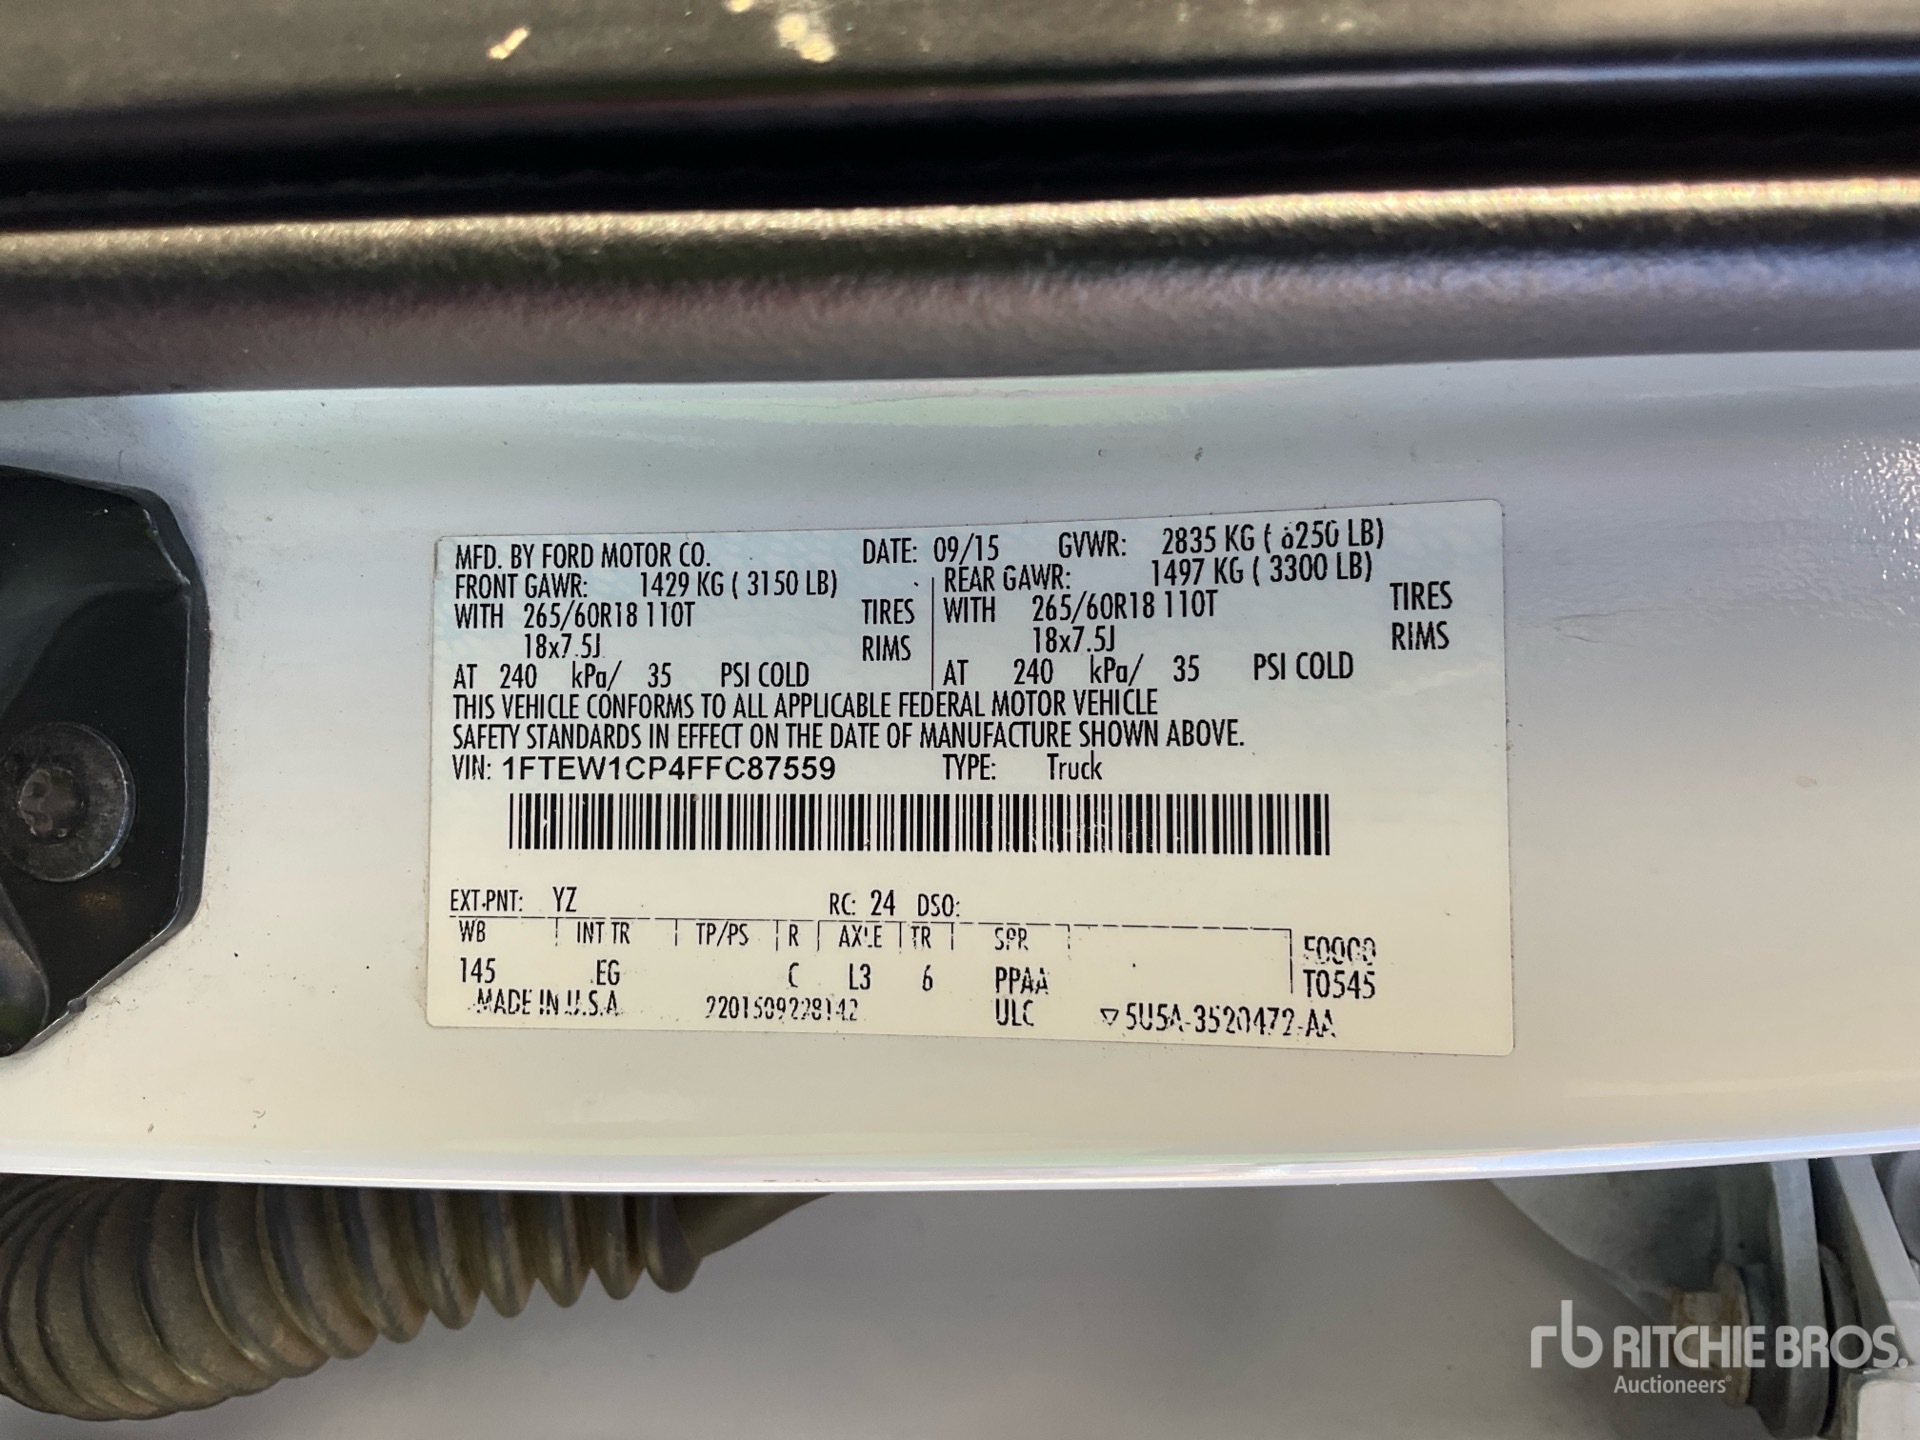 MFD. BY FORD MOTOR CO. DATE: 09/15 GVWR: 2835 KG ( 6250 LB)
FRONT GAWR: 1429 KG ( 3150 LB) REAR GAWR: 1497 KG ( 3300 LB)
WITH 265/60R18 110T TIRES WITH 265/60R18 110T TIRES
18x7.5J RIMS 18x7.5J RIMS
AT 240 kPa/ 35 PSI COLD AT 240 kPa/ 35 PSI COLD
THIS VEHICLE CONFORMS TO ALL APPLICABLE FEDERAL MOTOR VEHICLE
SAFETY STANDARDS IN EFFECT ON THE DATE OF MANUFACTURE SHOWN ABOVE.
VIN: 1FTEW1CP4FFC87559 TYPE: Truck
EXT.PNT: YZ RC: 24 DSO:
WB INT TR TP/PS R AXLE TR SPR
145 EG C L3 6 PPAA T0545
MADE IN U.S.A. ULC ▽5U5A-3520472-AA
rb RITCHIE BROS.
Auctioneers